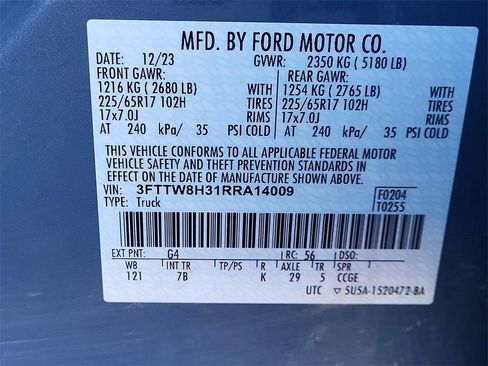 MFD. BY FORD MOTOR CO.
DATE: 12/23 GVWR: 2350 KG ( 5180 LB)
FRONT GAWR: REAR GAWR:
1216 KG ( 2680 LB) 1254 KG ( 2765 LB)
225/65R17 102H TIRES 225/65R17 102H TIRES
17x7.0J RIMS 17x7.0J RIMS
AT 240 kPa/ 35 PSI COLD AT 240 kPa/ 35 PSI COLD
THIS VEHICLE CONFORMS TO ALL APPLICABLE FEDERAL MOTOR
VEHICLE SAFETY AND THEFT PREVENTION STANDARDS IN
EFFECT ON THE DATE OF MANUFACTURE SHOWN ABOVE.
VIN: 3FTTW8H31RRA14009 F0204
TYPE: Truck T0255
EXT PNT: G4 RC: 56 DSO:
WB INT TR TP/PS R AXLE TR SPR
121 7B K 29 5 CCGE
UTC ▽ 5U5A-1520472-BA